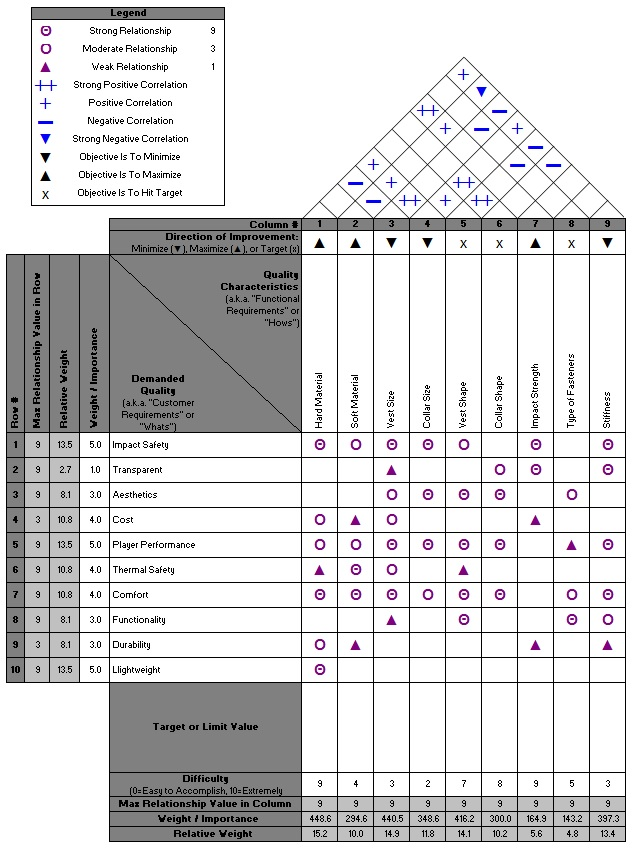 Legend
Θ Strong Relationship 9
Ο Moderate Relationship 3
▲ Weak Relationship 1
++ Strong Positive Correlation
+ Positive Correlation
− Negative Correlation
▼ Strong Negative Correlation
▼ Objective Is To Minimize
▲ Objective Is To Maximize
x Objective Is To Hit Target
Column # 1 2 3 4 5 6 7 8 9
Direction of Improvement:
Minimize (▼), Maximize (▲), or Target (x) ▲ ▲ ▼ ▼ x x ▲ x ▼
Row #
Max Relationship Value in Row
Relative Weight
Weight / Importance
Quality
Characteristics
(a.k.a. "Functional
Requirements" or
"Hows")
Demanded
Quality
(a.k.a. "Customer
Requirements" or
"Whats")
Hard Material
Soft Material
Vest Size
Collar Size
Vest Shape
Collar Shape
Impact Strength
Type of Fasteners
Stiffness
1 9 13.5 5.0 Impact Safety Θ Ο Θ Θ Ο Θ Θ
2 9 2.7 1.0 Transparent ▲ Ο Θ Θ
3 9 8.1 3.0 Aesthetics Ο Θ Θ Θ Ο
4 3 10.8 4.0 Cost Ο ▲ Ο ▲
5 9 13.5 5.0 Player Performance Ο Ο Θ Θ Θ Θ ▲ Θ
6 9 10.8 4.0 Thermal Safety ▲ Θ Ο ▲
7 9 10.8 4.0 Comfort Θ Θ Θ Ο Θ Θ Ο Θ
8 9 8.1 3.0 Functionality ▲ Θ Θ Ο
9 3 8.1 3.0 Durability Ο ▲ ▲ ▲
10 9 13.5 5.0 Llightweight Θ
Target or Limit Value
Difficulty
(0=Easy to Accomplish, 10=Extremely 9 4 3 2 7 8 9 5 3
Max Relationship Value in Column 9 9 9 9 9 9 9 9 9
Weight / Importance 448.6 294.6 440.5 348.6 416.2 300.0 164.9 143.2 397.3
Relative Weight 15.2 10.0 14.9 11.8 14.1 10.2 5.6 4.8 13.4